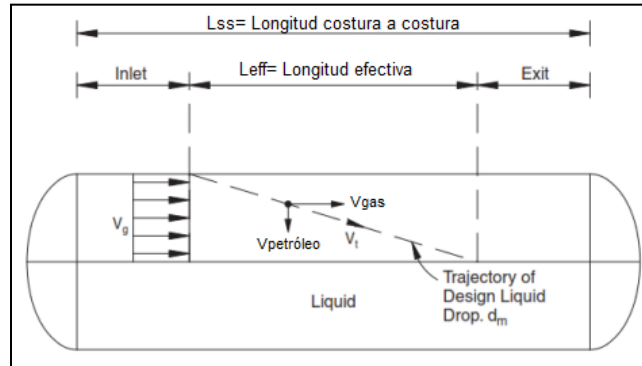 Lss= Longitud costura a costura
Inlet
Leff= Longitud efectiva
Exit
Vgas
Vg
Vpetróleo
Vt
Trajectory of
Design Liquid
Drop. dm
Liquid